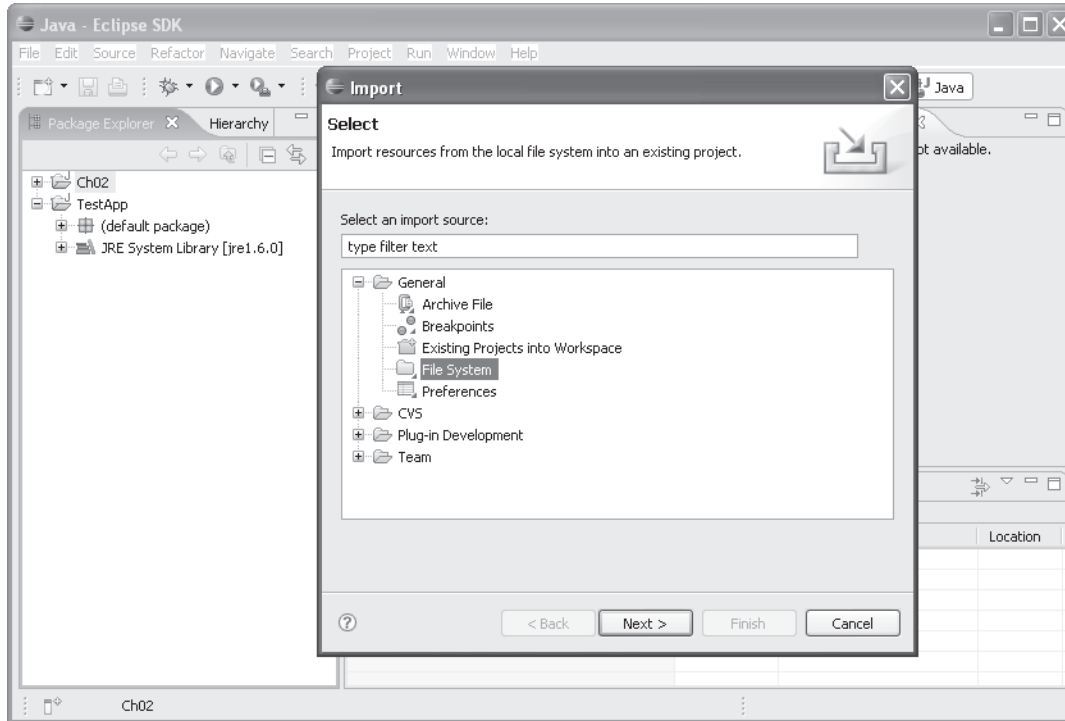 Java - Eclipse SDK
File Edit Source Refactor Navigate Search Project Run Window Help
Java
Package Explorer
Hierarchy
Ch02
TestApp
(default package)
JRE System Library [jre1.6.0]
Import
Select
Import resources from the local file system into an existing project.
Select an import source:
type filter text
General
Archive File
Breakpoints
Existing Projects into Workspace
File System
Preferences
CVS
Plug-in Development
Team
< Back
Next >
Finish
Cancel
available.
Location
Ch02